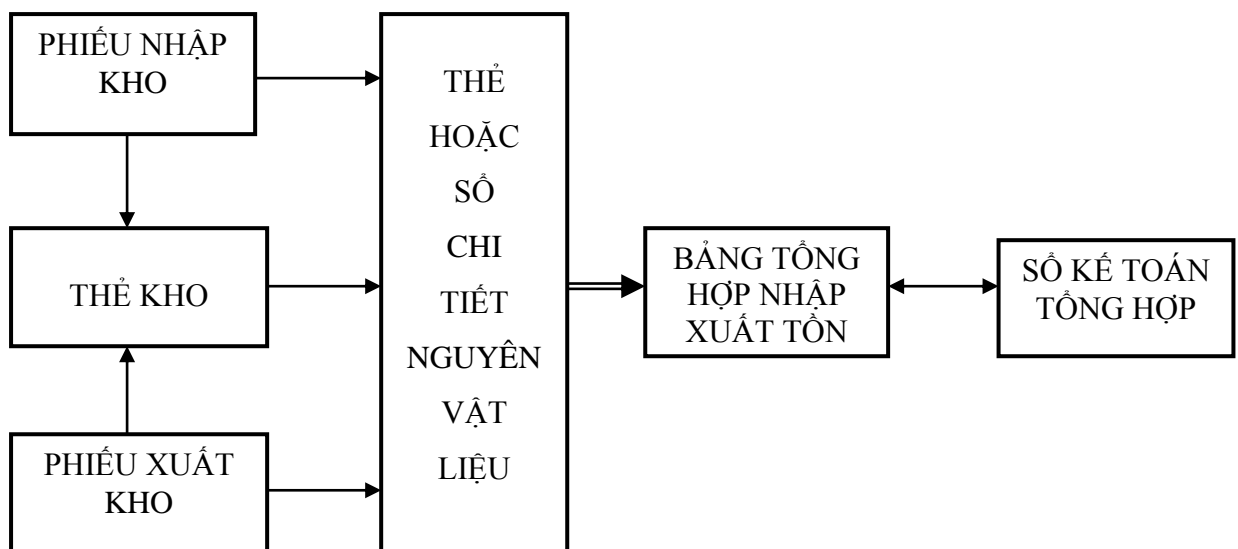 PHIẾU NHẬP
KHO
THẺ KHO
PHIẾU XUẤT
KHO
THẺ
HOẶC
SỔ
CHI
TIẾT
NGUYÊN
VẬT
LIỆU
BẢNG TỔNG
HỢP NHẬP
XUẤT TỒN
SỔ KẾ TOÁN
TỔNG HỢP